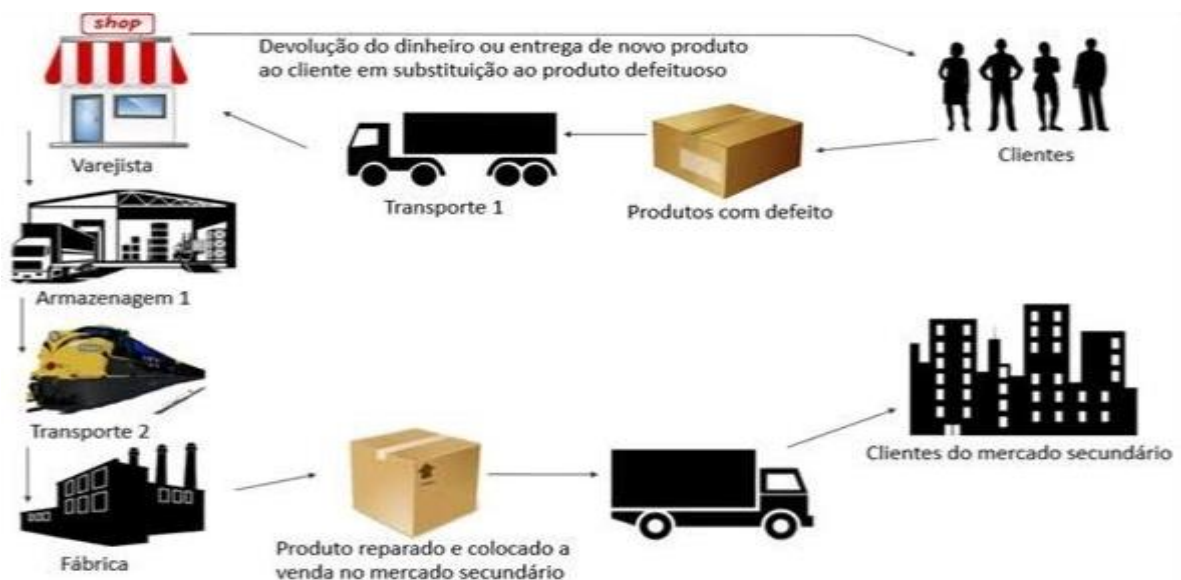 shop
Devolução do dinheiro ou entrega de novo produto
ao cliente em substituição ao produto defeituoso
Varejista
Transporte 1
Produtos com defeito
Clientes
Armazenagem 1
Transporte 2
Fábrica
Produto reparado e colocado a
venda no mercado secundário
Clientes do mercado secundário